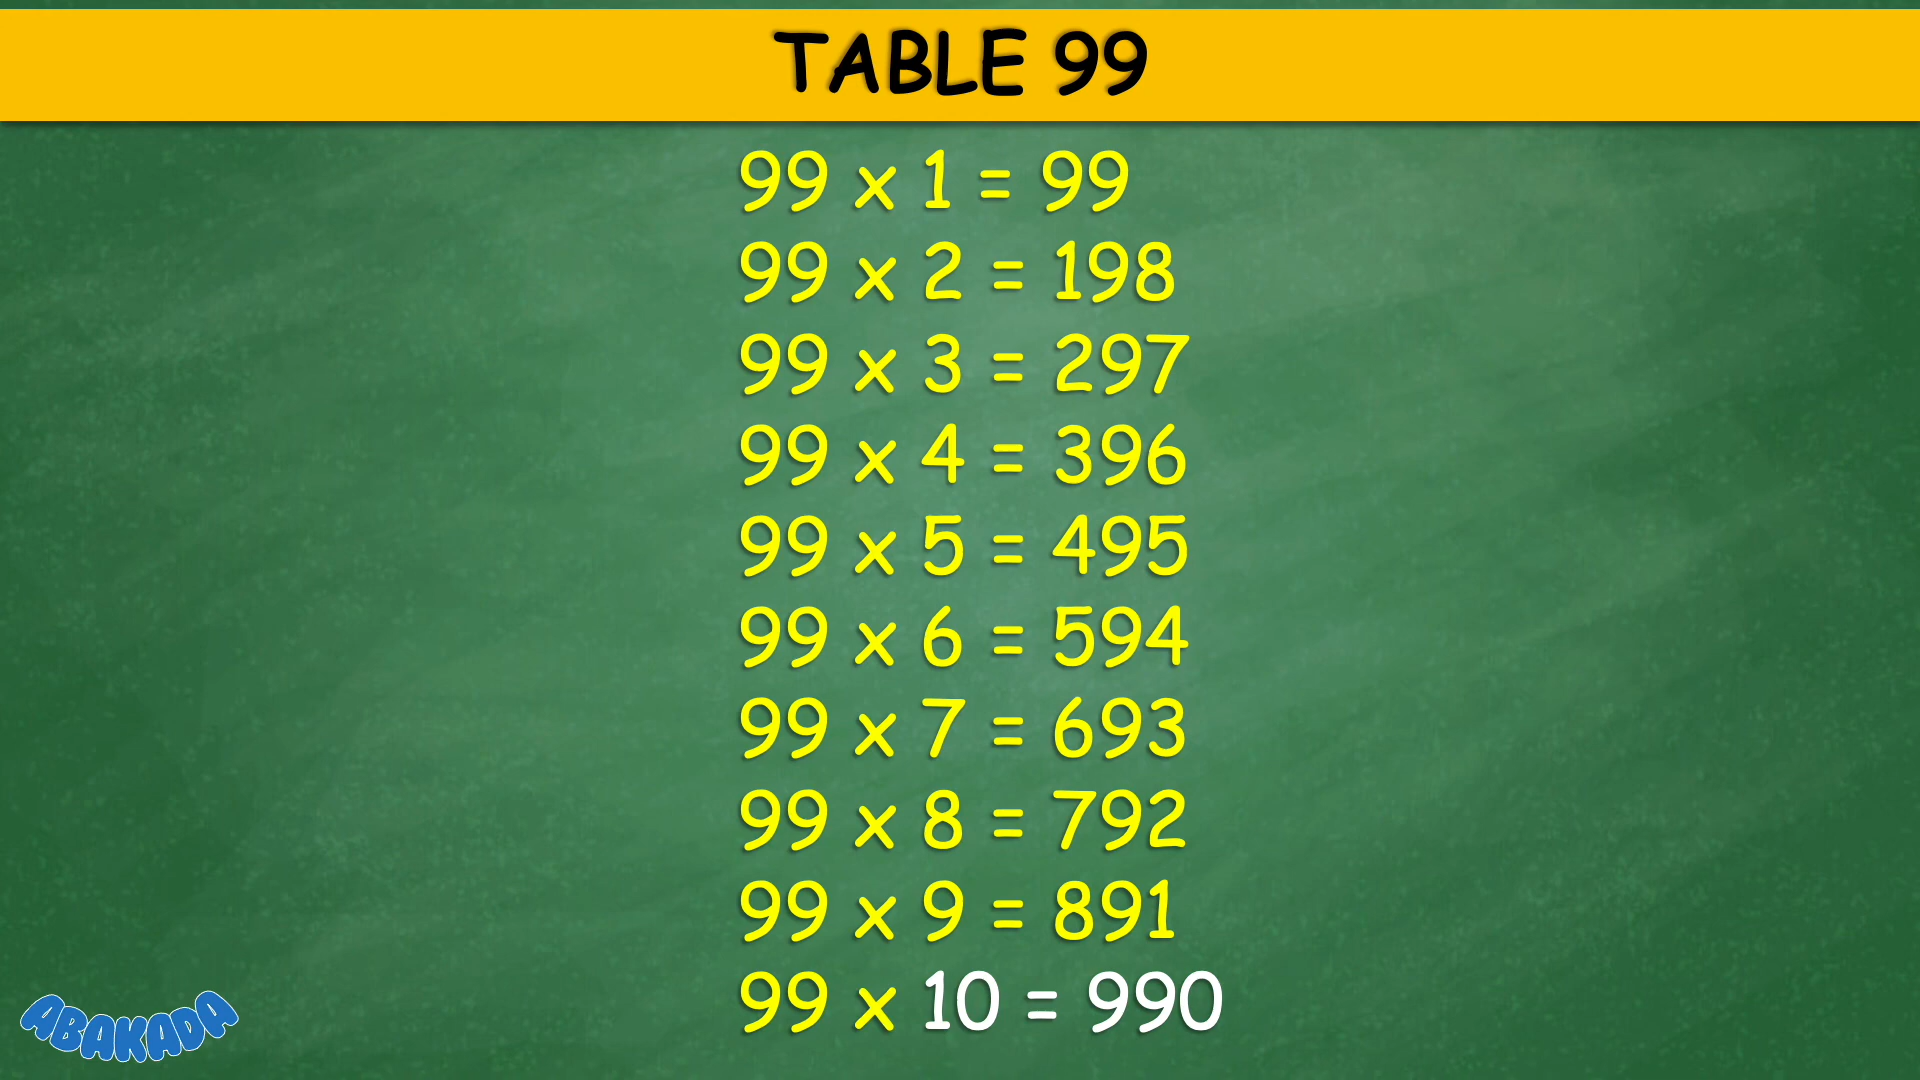 TABLE 99
99 x 1 = 99
99 x 2 = 198
99 x 3 = 297
99 x 4 = 396
99 x 5 = 495
99 x 6 = 594
99 x 7 = 693
99 x 8 = 792
99 x 9 = 891
99 x 10 = 990
ABAKADA